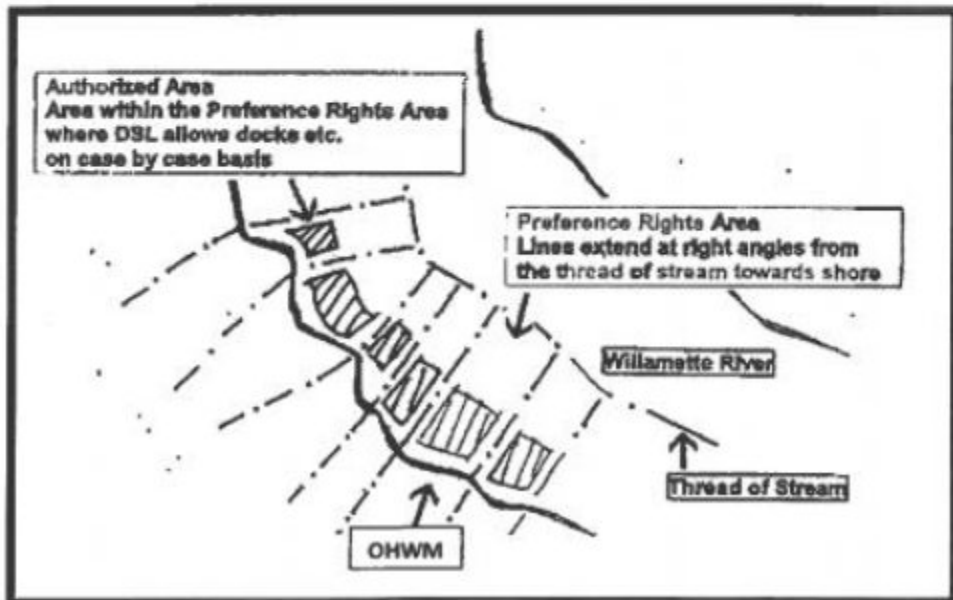 Authorized Area
Area within the Preference Rights Area
where DSL allows docks etc.
on case by case basis
Preference Rights Area
Lines extend at right angles from
the thread of stream towards shore
Willamette River
Thread of Stream
OHWM